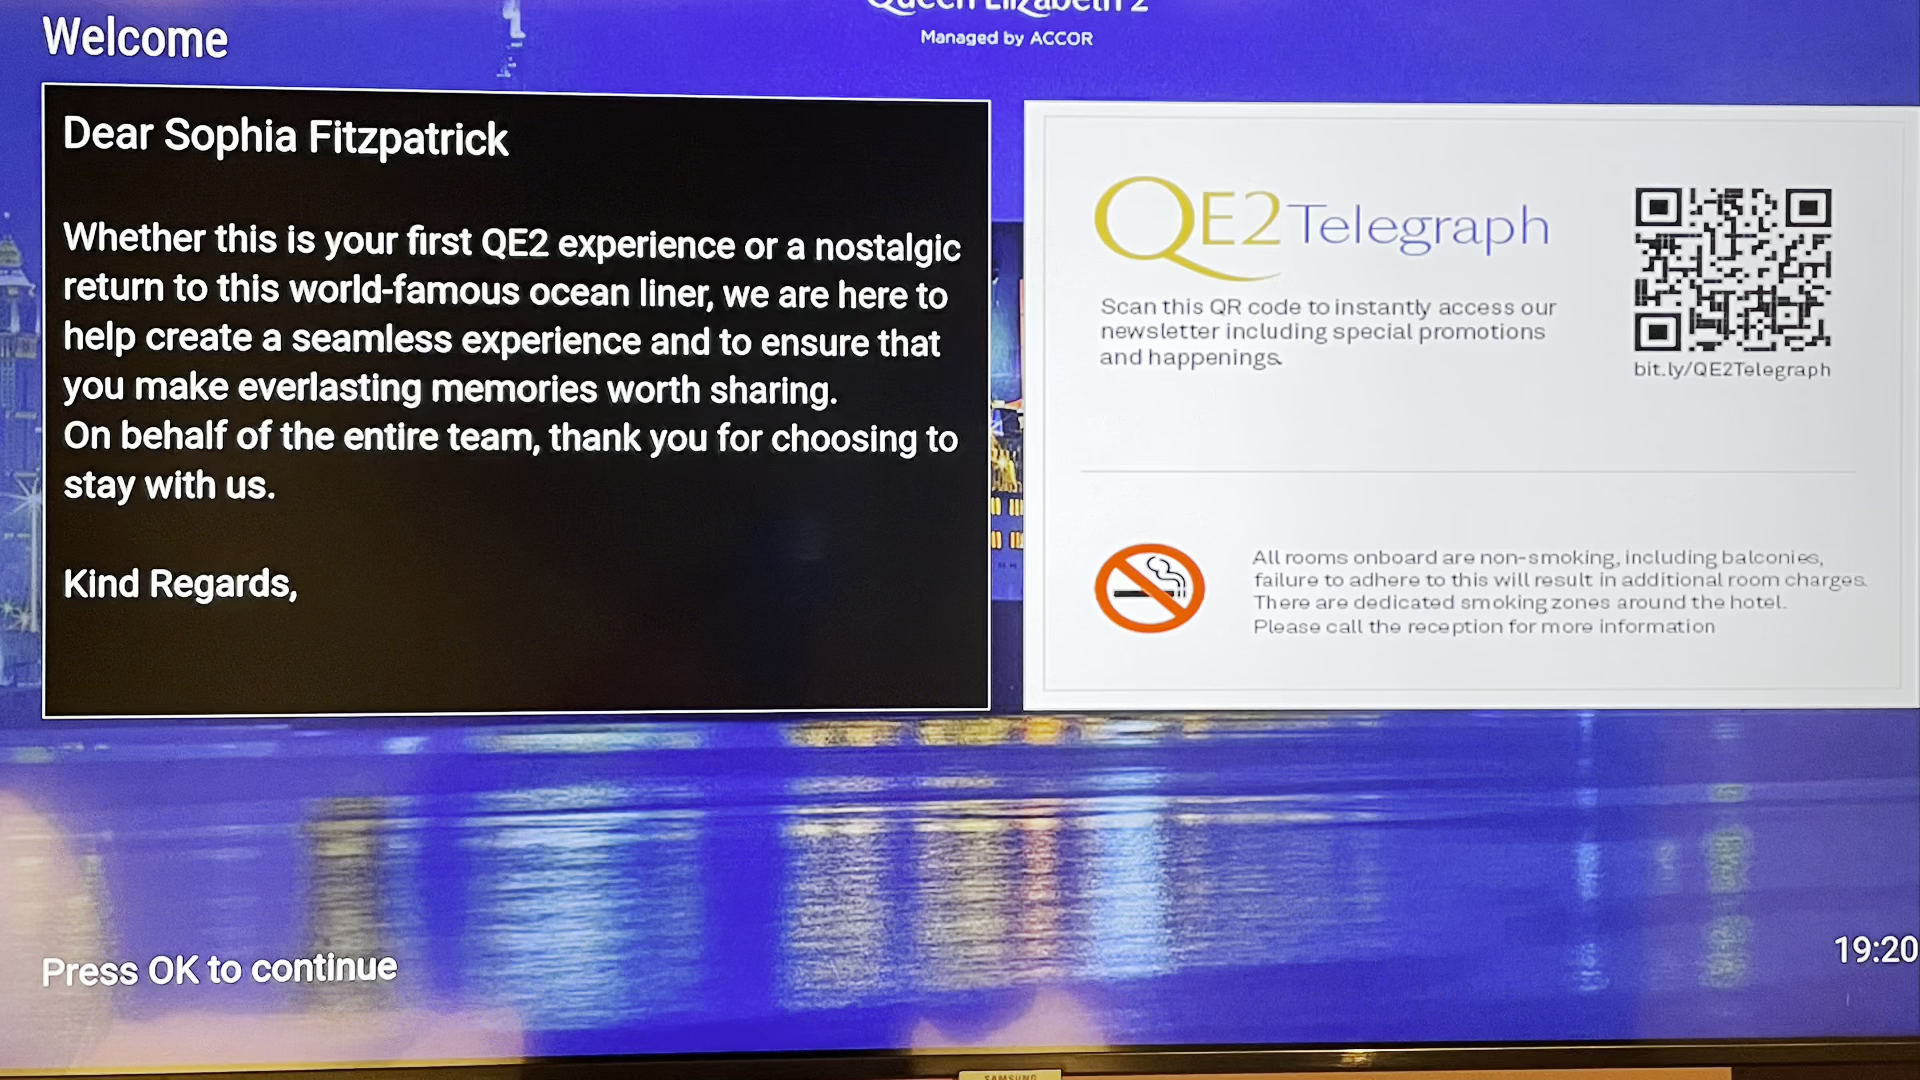 Welcome
Queen Elizabeth 2
Managed by ACCOR
Dear Sophia Fitzpatrick
Whether this is your first QE2 experience or a nostalgic
return to this world-famous ocean liner, we are here to
help create a seamless experience and to ensure that
you make everlasting memories worth sharing.
On behalf of the entire team, thank you for choosing to
stay with us.
Kind Regards,
QE2 Telegraph
Scan this QR code to instantly access our
newsletter including special promotions
and happenings.
bit.ly/QE2Telegraph
All rooms onboard are non-smoking, including balconies,
failure to adhere to this will result in additional room charges.
There are dedicated smoking zones around the hotel.
Please call the reception for more information
Press OK to continue
19:20
SAMSUNG